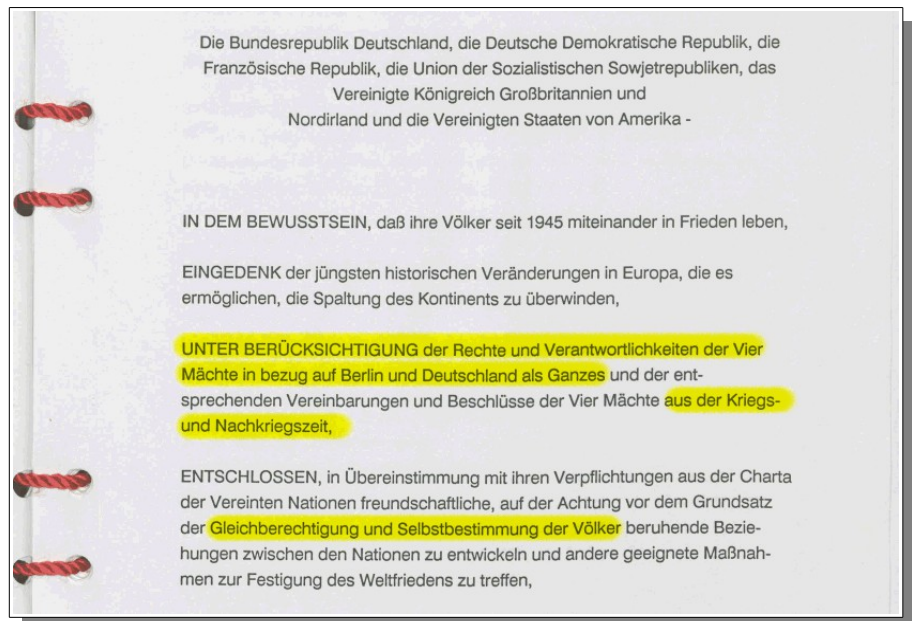 Die Bundesrepublik Deutschland, die Deutsche Demokratische Republik, die
Französische Republik, die Union der Sozialistischen Sowjetrepubliken, das
Vereinigte Königreich Großbritannien und
Nordirland und die Vereinigten Staaten von Amerika -
IN DEM BEWUSSTSEIN, daß ihre Völker seit 1945 miteinander in Frieden leben,
EINGEDENK der jüngsten historischen Veränderungen in Europa, die es
ermöglichen, die Spaltung des Kontinents zu überwinden,
UNTER BERÜCKSICHTIGUNG der Rechte und Verantwortlichkeiten der Vier
Mächte in bezug auf Berlin und Deutschland als Ganzes und der ent-
sprechenden Vereinbarungen und Beschlüsse der Vier Mächte aus der Kriegs-
und Nachkriegszeit,
ENTSCHLOSSEN, in Übereinstimmung mit ihren Verpflichtungen aus der Charta
der Vereinten Nationen freundschaftliche, auf der Achtung vor dem Grundsatz
der Gleichberechtigung und Selbstbestimmung der Völker beruhende Bezie-
hungen zwischen den Nationen zu entwickeln und andere geeignete Maßnah-
men zur Festigung des Weltfriedens zu treffen,